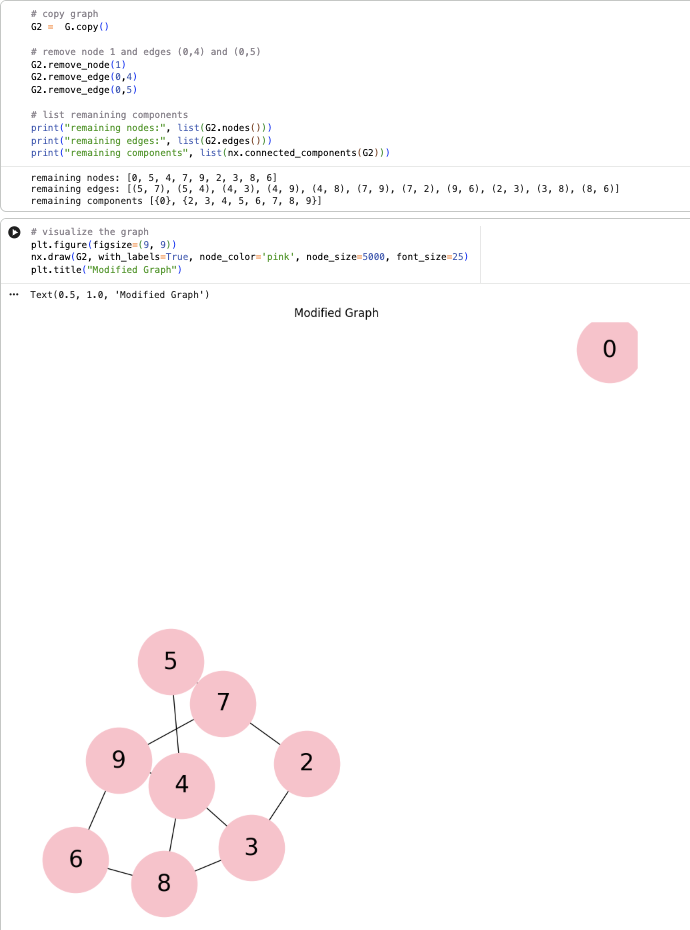 # copy graph
G2 = G.copy()
# remove node 1 and edges (0,4) and (0,5)
G2.remove_node(1)
G2.remove_edge(0,4)
G2.remove_edge(0,5)
# list remanining components
print("remaining nodes:", list(G2.nodes()))
print("remaining edges:", list(G2.edges()))
print("remaining components", list(nx.connected_components(G2)))
remaining nodes: [0, 5, 4, 7, 9, 2, 3, 8, 6]
remaining edges: [(5, 7), (5, 4), (4, 3), (4, 9), (4, 8), (7, 9), (7, 2), (9, 6), (2, 3), (3, 8), (8, 6)]
remaining components [{0}, {2, 3, 4, 5, 6, 7, 8, 9}]
# visualize the graph
plt.figure(figsize=(9, 9))
nx.draw(G2, with_labels=True, node_color='pink', node_size=5000, font_size=25)
plt.title("Modified Graph")
Text(0.5, 1.0, 'Modified Graph')
Modified Graph
0
5
7
9
2
4
3
6
8